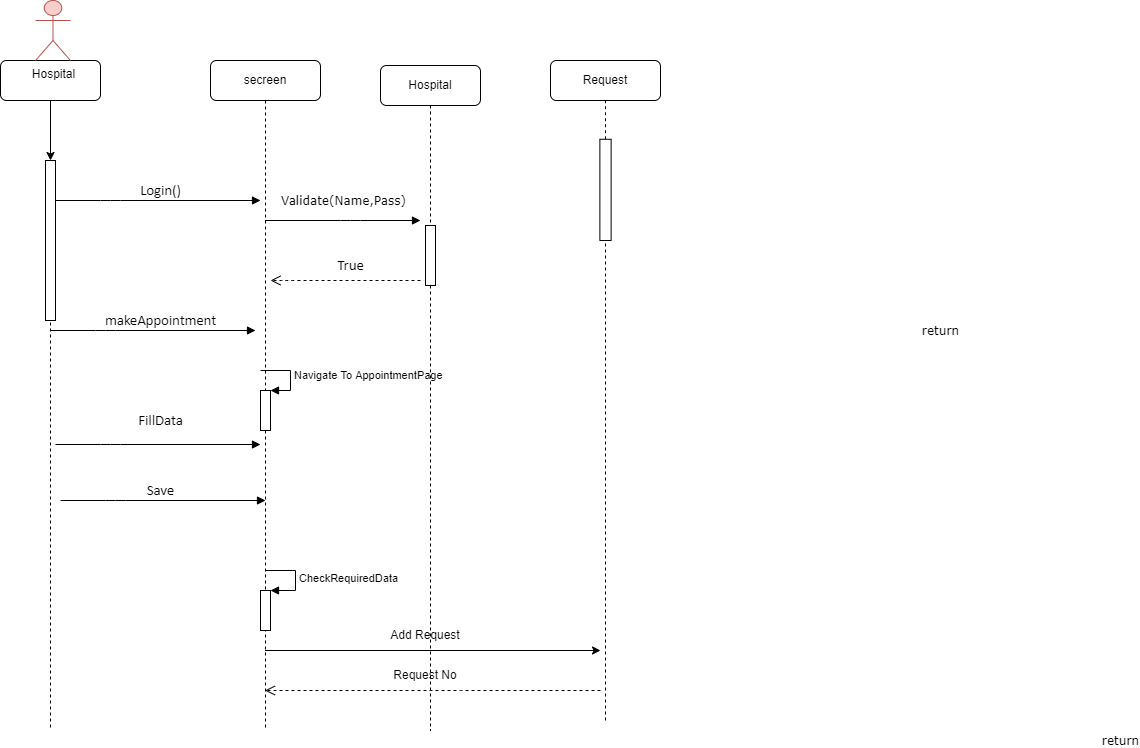 Hospital
secreen
Hospital
Request
Login()
Validate(Name,Pass)
True
makeAppointment
return
Navigate To AppointmentPage
FillData
Save
CheckRequiredData
Add Request
Request No
return